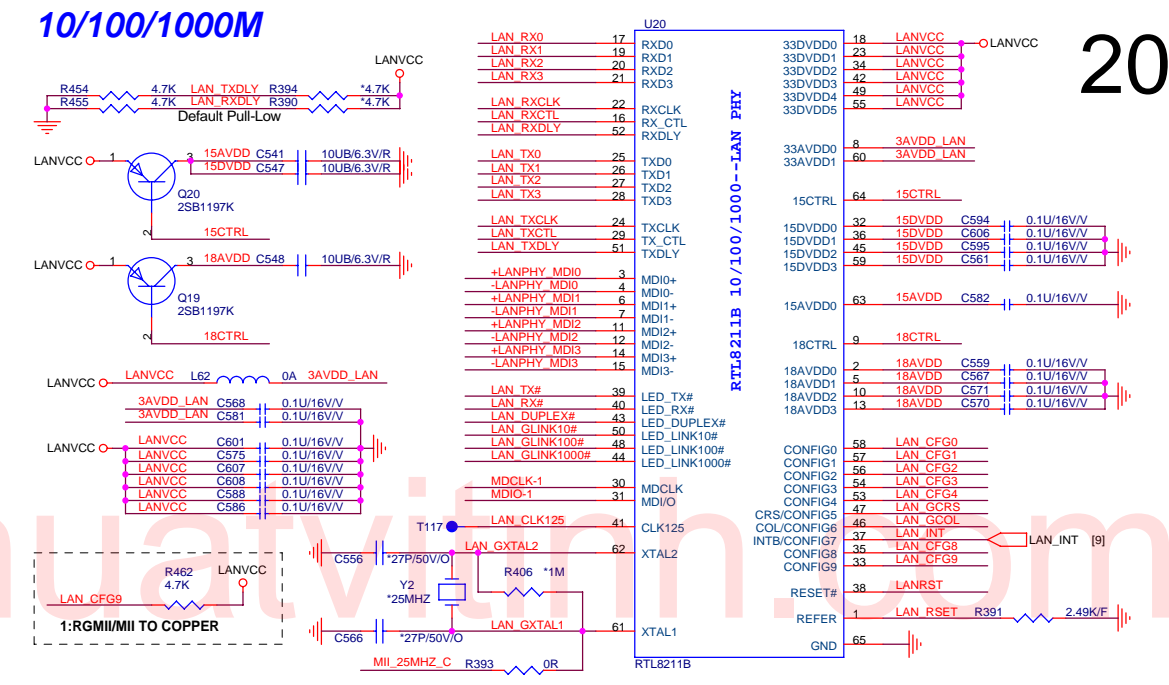 10/100/1000M
20
LANVCC
R454 4.7K LAN_TXDLY R394 *4.7K
R455 4.7K LAN_RXDLY R390 *4.7K
Default Pull-Low
LANVCC 1 3 15AVDD C541 10UB/6.3V/R
15DVDD C547 10UB/6.3V/R
Q20
2SB1197K
2 15CTRL
LANVCC 1 3 18AVDD C548 10UB/6.3V/R
Q19
2SB1197K
2 18CTRL
LANVCC LANVCC L62 0A 3AVDD_LAN
3AVDD_LAN C568 0.1U/16V/V
3AVDD_LAN C581 0.1U/16V/V
LANVCC LANVCC C601 0.1U/16V/V
LANVCC C575 0.1U/16V/V
LANVCC C607 0.1U/16V/V
LANVCC C608 0.1U/16V/V
LANVCC C588 0.1U/16V/V
LANVCC C586 0.1U/16V/V
R462 LANVCC
4.7K
LAN_CFG9
1:RGMII/MII TO COPPER
U20
LAN_RX0 17 RXD0
LAN_RX1 19 RXD1
LAN_RX2 20 RXD2
LAN_RX3 21 RXD3
LAN_RXCLK 22 RXCLK
LAN_RXCTL 16 RX_CTL
LAN_RXDLY 52 RXDLY
LAN_TX0 25 TXD0
LAN_TX1 26 TXD1
LAN_TX2 27 TXD2
LAN_TX3 28 TXD3
LAN_TXCLK 24 TXCLK
LAN_TXCTL 29 TX_CTL
LAN_TXDLY 51 TXDLY
+LANPHY_MDI0 3 MDI0+
-LANPHY_MDI0 4 MDI0-
+LANPHY_MDI1 6 MDI1+
-LANPHY_MDI1 7 MDI1-
+LANPHY_MDI2 11 MDI2+
-LANPHY_MDI2 12 MDI2-
+LANPHY_MDI3 14 MDI3+
-LANPHY_MDI3 15 MDI3-
LAN_TX# 39 LED_TX#
LAN_RX# 40 LED_RX#
LAN_DUPLEX# 43 LED_DUPLEX#
LAN_GLINK10# 50 LED_LINK10#
LAN_GLINK100# 48 LED_LINK100#
LAN_GLINK1000# 44 LED_LINK1000#
MDCLK-1 30 MDCLK
MDIO-1 31 MDI/O
T117 LAN_CLK125 41 CLK125
C556 *27P/50V/O LAN_GXTAL2 62 XTAL2
Y2
*25MHZ
R406 *1M
C566 *27P/50V/O LAN_GXTAL1 61 XTAL1
MII_25MHZ_C R393 0R
RTL8211B
RTL8211B 10/100/1000--LAN PHY
33DVDD0 18 LANVCC LANVCC
33DVDD1 23 LANVCC
33DVDD2 34 LANVCC
33DVDD3 42 LANVCC
33DVDD4 49 LANVCC
33DVDD5 55 LANVCC
33AVDD0 8 3AVDD_LAN
33AVDD1 60 3AVDD_LAN
15CTRL 64 15CTRL
15DVDD0 32 15DVDD C594 0.1U/16V/V
15DVDD1 36 15DVDD C606 0.1U/16V/V
15DVDD2 45 15DVDD C595 0.1U/16V/V
15DVDD3 59 15DVDD C561 0.1U/16V/V
15AVDD0 63 15AVDD C582 0.1U/16V/V
18CTRL 9 18CTRL
18AVDD0 2 18AVDD C559 0.1U/16V/V
18AVDD1 5 18AVDD C567 0.1U/16V/V
18AVDD2 10 18AVDD C571 0.1U/16V/V
18AVDD3 13 18AVDD C570 0.1U/16V/V
CONFIG0 58 LAN_CFG0
CONFIG1 57 LAN_CFG1
CONFIG2 56 LAN_CFG2
CONFIG3 54 LAN_CFG3
CONFIG4 53 LAN_CFG4
CRS/CONFIG5 47 LAN_GCRS
COL/CONFIG6 46 LAN_GCOL
INTB/CONFIG7 37 LAN_INT LAN_INT [9]
CONFIG8 35 LAN_CFG8
CONFIG9 33 LAN_CFG9
RESET# 38 LANRST
REFER 1 LAN_RSET R391 2.49K/F
GND 65
huatvitinh.com